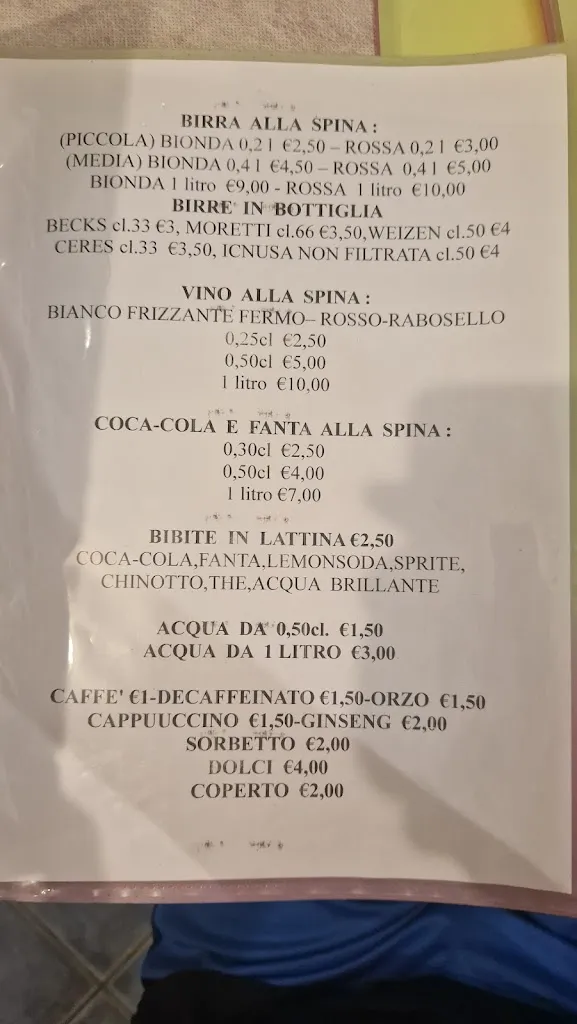 BIRRA ALLA SPINA :
(PICCOLA) BIONDA 0,2 l €2,50 – ROSSA 0,2 l €3,00
(MEDIA) BIONDA 0,4 l €4,50 – ROSSA 0,4 l €5,00
BIONDA 1 litro €9,00 - ROSSA 1 litro €10,00
BIRRE IN BOTTIGLIA
BECKS cl.33 €3, MORETTI cl.66 €3,50,WEIZEN cl.50 €4
CERES cl.33 €3,50, ICNUSA NON FILTRATA cl.50 €4
VINO ALLA SPINA :
BIANCO FRIZZANTE FERMO– ROSSO-RABOSELLO
0,25cl €2,50
0,50cl €5,00
1 litro €10,00
COCA-COLA E FANTA ALLA SPINA :
0,30cl €2,50
0,50cl €4,00
1 litro €7,00
BIBITE IN LATTINA €2,50
COCA-COLA,FANTA,LEMONSODA,SPRITE,
CHINOTTO,THE,ACQUA BRILLANTE
ACQUA DA 0,50cl. €1,50
ACQUA DA 1 LITRO €3,00
CAFFE' €1-DECAFFEINATO €1,50-ORZO €1,50
CAPPUUCCINO €1,50-GINSENG €2,00
SORBETTO €2,00
DOLCI €4,00
COPERTO €2,00